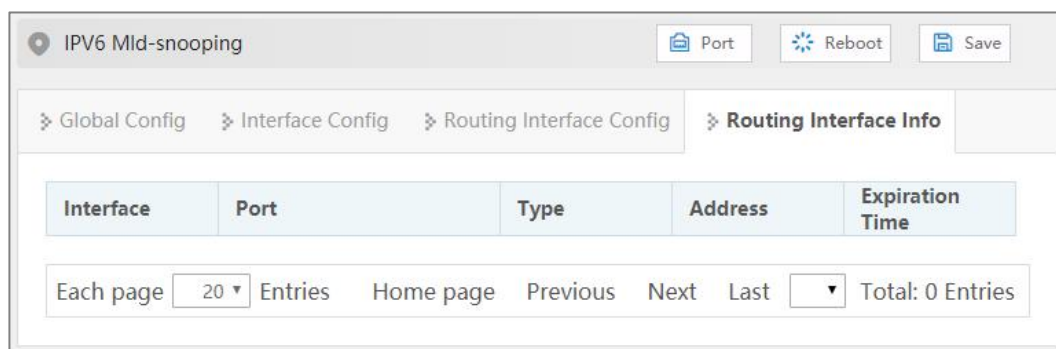 IPV6 Mld-snooping Port Reboot Save
Global Config Interface Config Routing Interface Config Routing Interface Info
Interface Port Type Address Expiration Time
Each page 20 Entries Home page Previous Next Last Total: 0 Entries